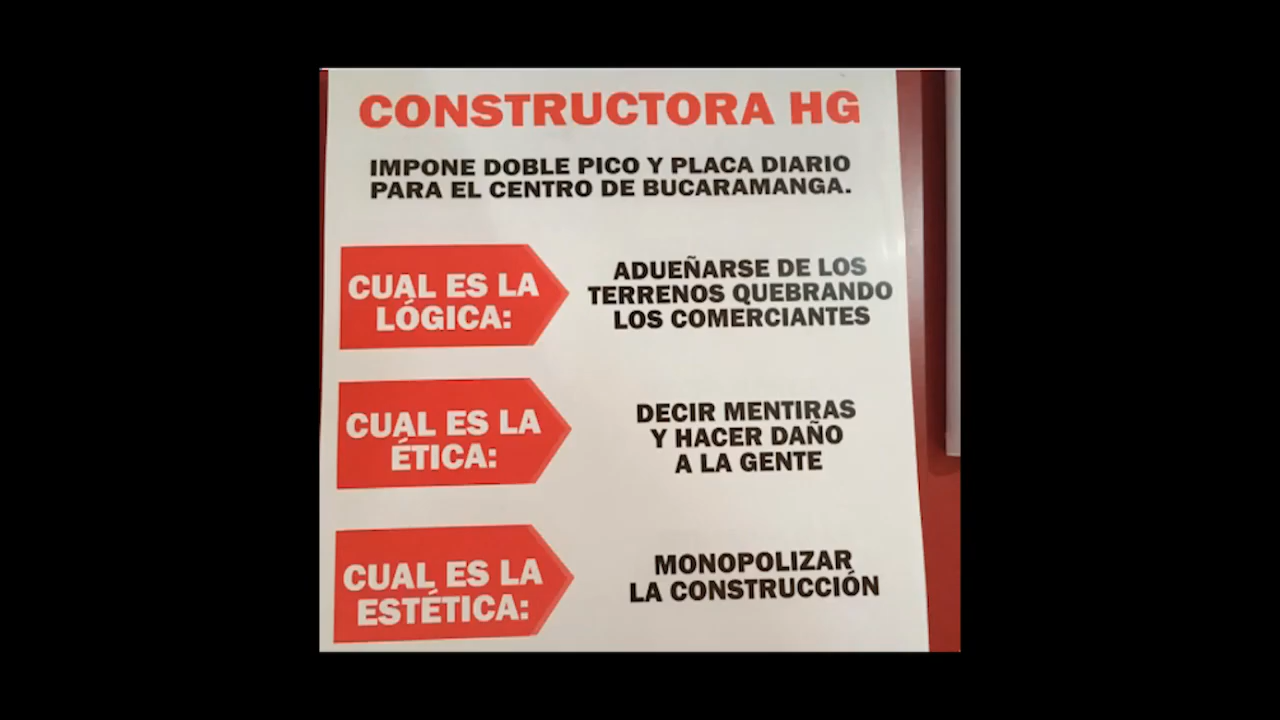 CONSTRUCTORA HG
IMPONE DOBLE PICO Y PLACA DIARIO
PARA EL CENTRO DE BUCARAMANGA.
CUAL ES LA
LÓGICA:
ADUEÑARSE DE LOS
TERRENOS QUEBRANDO
LOS COMERCIANTES
CUAL ES LA
ÉTICA:
DECIR MENTIRAS
Y HACER DAÑO
A LA GENTE
CUAL ES LA
ESTÉTICA:
MONOPOLIZAR
LA CONSTRUCCIÓN